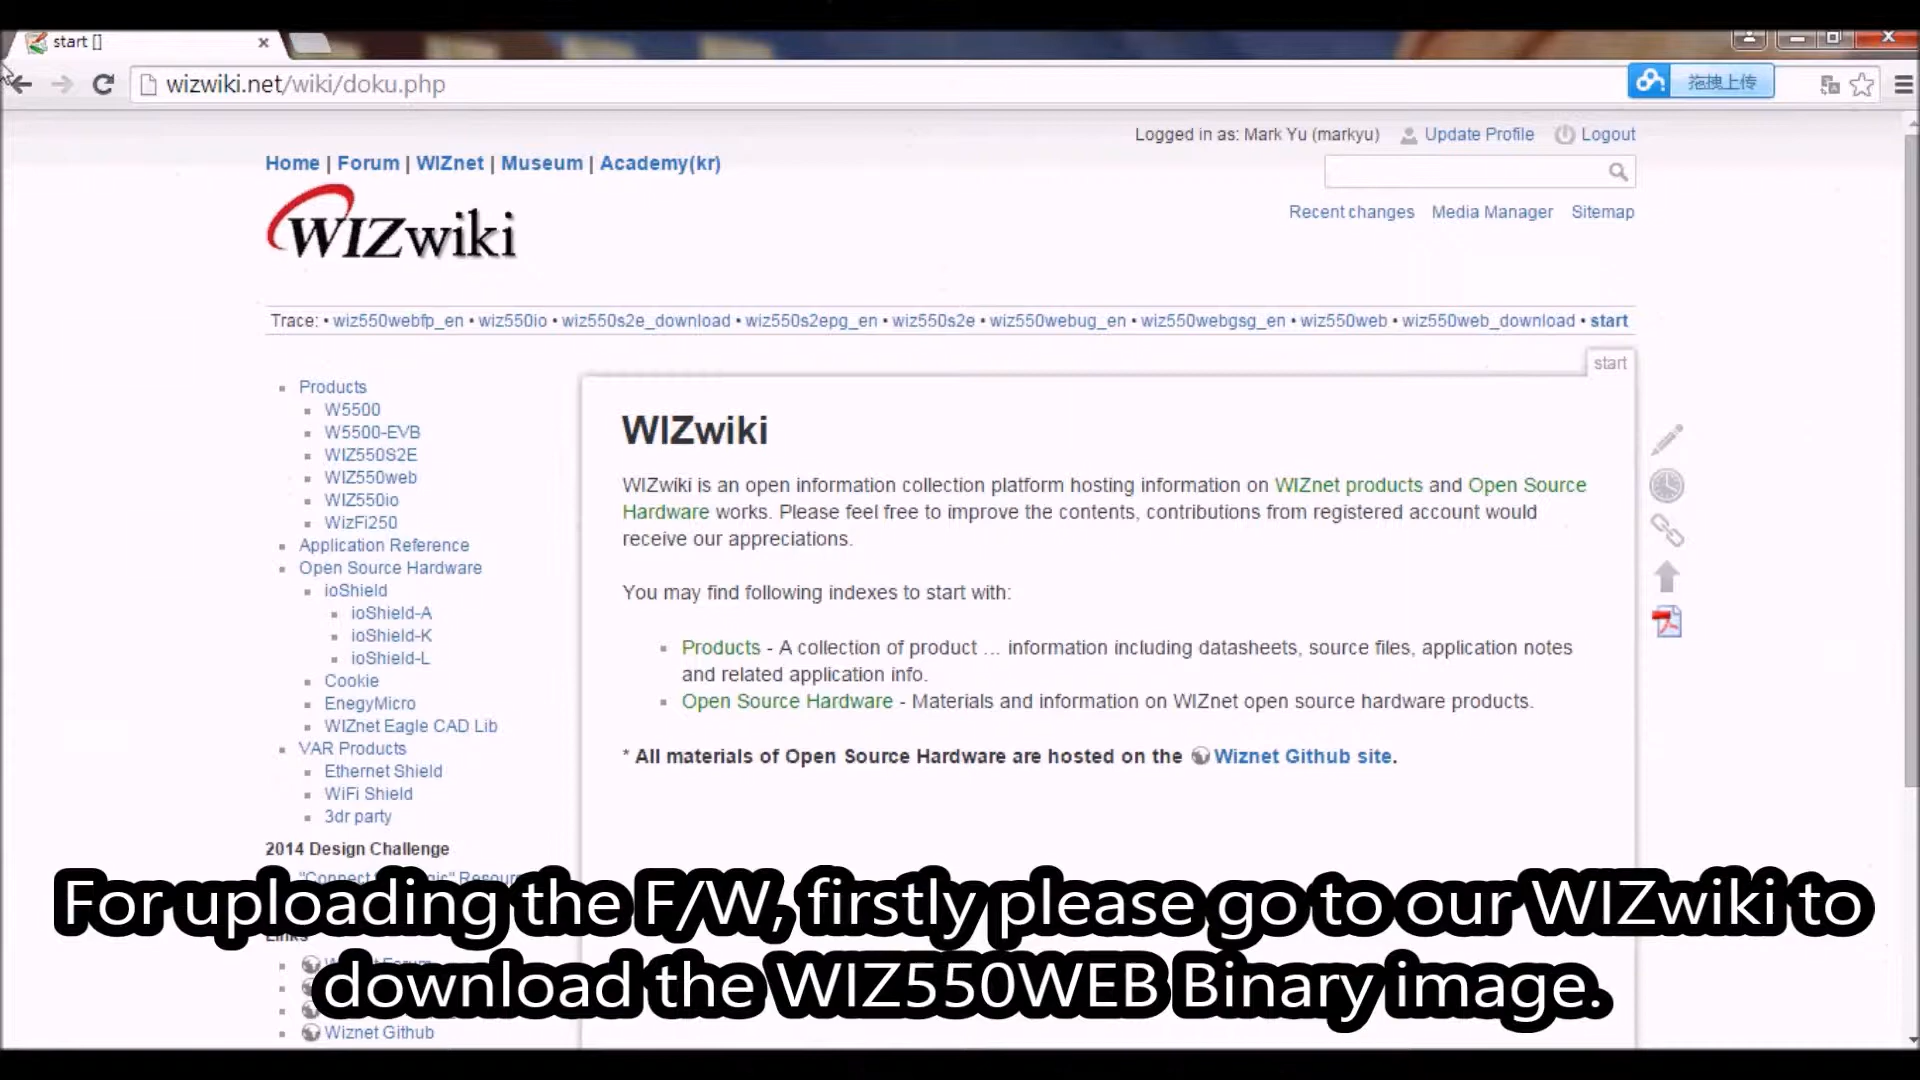 start []
wizwiki.net/wiki/doku.php
拖拽上传
Logged in as: Mark Yu (markyu) Update Profile Logout
Home | Forum | WIZnet | Museum | Academy(kr)
WIZwiki
Recent changes Media Manager Sitemap
Trace: • wiz550webfp_en • wiz550io • wiz550s2e_download • wiz550s2epg_en • wiz550s2e • wiz550webug_en • wiz550webgsg_en • wiz550web • wiz550web_download • start
start
Products
W5500
W5500-EVB
WIZ550S2E
WIZ550web
WIZ550io
WizFi250
Application Reference
Open Source Hardware
ioShield
ioShield-A
ioShield-K
ioShield-L
Cookie
EnegyMicro
WIZnet Eagle CAD Lib
VAR Products
Ethernet Shield
WiFi Shield
3dr party
2014 Design Challenge
WIZwiki
WIZwiki is an open information collection platform hosting information on WIZnet products and Open Source
Hardware works. Please feel free to improve the contents, contributions from registered account would
receive our appreciations.
You may find following indexes to start with:
Products - A collection of product … information including datasheets, source files, application notes
and related application info.
Open Source Hardware - Materials and information on WIZnet open source hardware products.
* All materials of Open Source Hardware are hosted on the Wiznet Github site.
For uploading the F/W, firstly please go to our WIZwiki to
download the WIZ550WEB Binary image.
Links
Wiznet Github